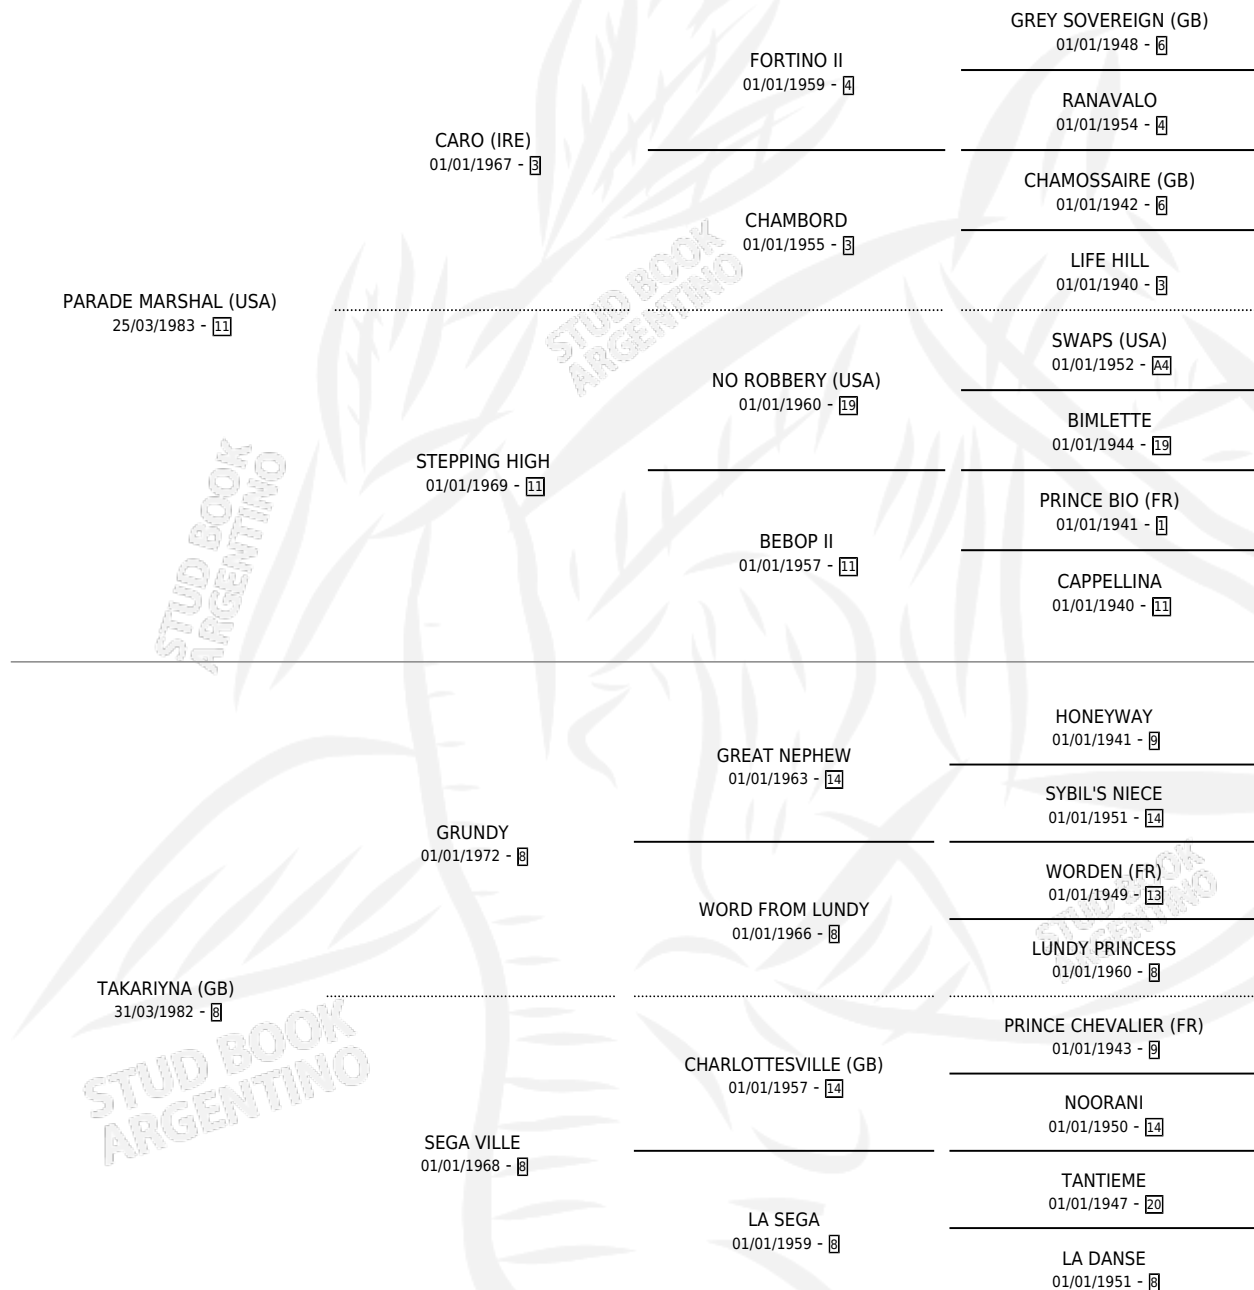 GREY SOVEREIGN (GB)
01/01/1948 - 6
FORTINO II
01/01/1959 - 4
RANAVALO
01/01/1954 - 4
CARO (IRE)
01/01/1967 - 3
CHAMOSSAIRE (GB)
01/01/1942 - 6
CHAMBORD
01/01/1955 - 3
LIFE HILL
01/01/1940 - 3
PARADE MARSHAL (USA)
25/03/1983 - 11
SWAPS (USA)
01/01/1952 - A4
NO ROBBERY (USA)
01/01/1960 - 19
BIMLETTE
01/01/1944 - 19
STEPPING HIGH
01/01/1969 - 11
PRINCE BIO (FR)
01/01/1941 - 1
BEBOP II
01/01/1957 - 11
CAPPELLINA
01/01/1940 - 11
STUD BOOK
ARGENTINO
STUD BOOK
ARGENTINO
HONEYWAY
01/01/1941 - 9
GREAT NEPHEW
01/01/1963 - 14
SYBIL'S NIECE
01/01/1951 - 14
GRUNDY
01/01/1972 - 8
WORDEN (FR)
01/01/1949 - 13
WORD FROM LUNDY
01/01/1966 - 8
LUNDY PRINCESS
01/01/1960 - 8
STUD BOOK
ARGENTINO
TAKARIYNA (GB)
31/03/1982 - 8
PRINCE CHEVALIER (FR)
01/01/1943 - 9
CHARLOTTESVILLE (GB)
01/01/1957 - 14
NOORANI
01/01/1950 - 14
SEGA VILLE
01/01/1968 - 8
TANTIEME
01/01/1947 - 20
LA SEGA
01/01/1959 - 8
LA DANSE
01/01/1951 - 8
STUD BOOK
ARGENTINO